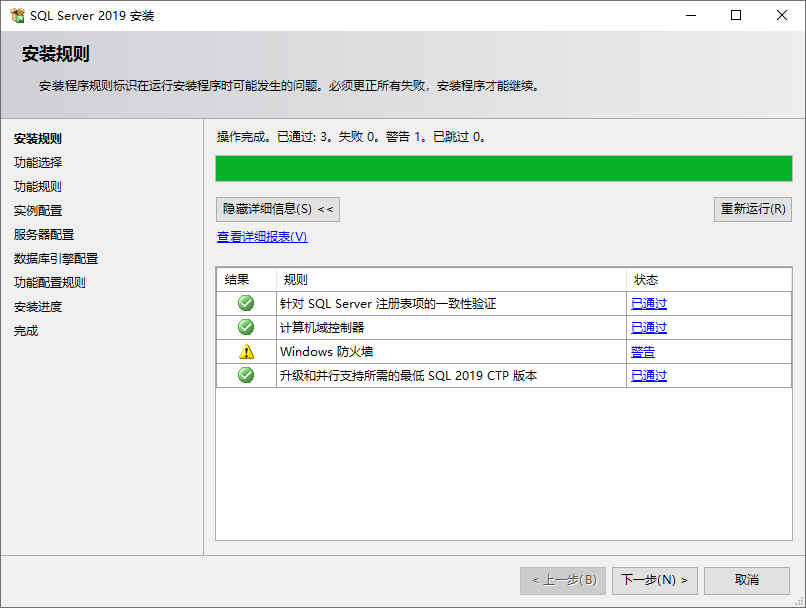 SQL Server 2019 安装
安装规则
安装程序规则标识在运行安装程序时可能发生的问题。必须更正所有失败，安装程序才能继续。
安装规则
功能选择
功能规则
实例配置
服务器配置
数据库引擎配置
功能配置规则
安装进度
完成
操作完成。已通过: 3。失败 0。警告 1。已跳过 0。
隐藏详细信息(S) <<
重新运行(R)
查看详细报表(V)
结果 规则 状态
针对 SQL Server 注册表项的一致性验证 已通过
计算机域控制器 已通过
Windows 防火墙 警告
升级和并行支持所需的最低 SQL 2019 CTP 版本 已通过
< 上一步(B) 下一步(N) > 取消